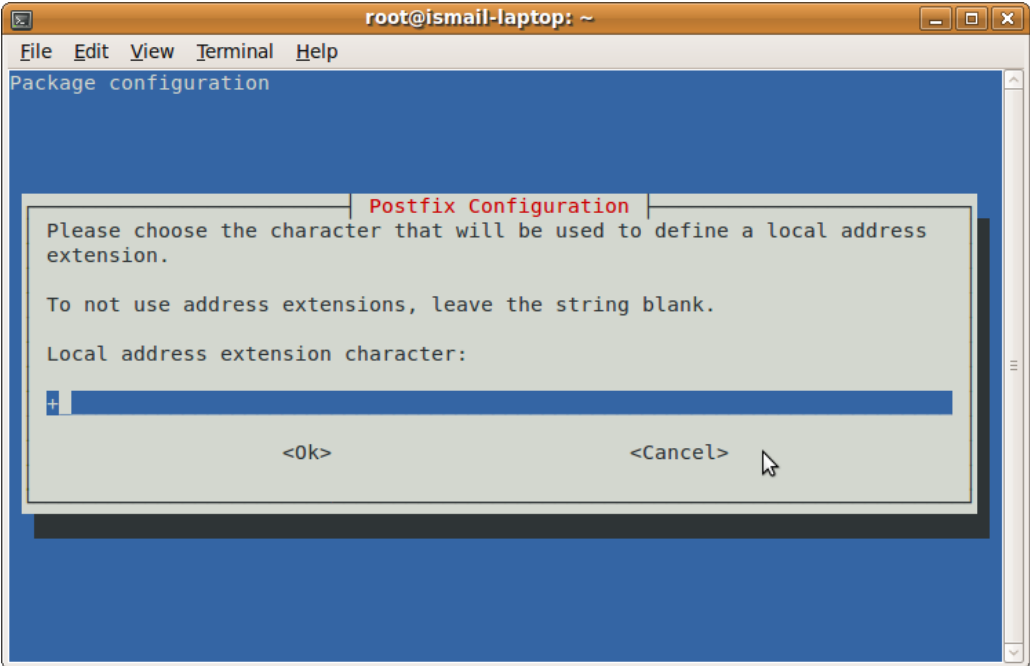 root@ismail-laptop: ~
File Edit View Terminal Help
Package configuration
Postfix Configuration
Please choose the character that will be used to define a local address
extension.
To not use address extensions, leave the string blank.
Local address extension character:
+
<Ok> <Cancel>